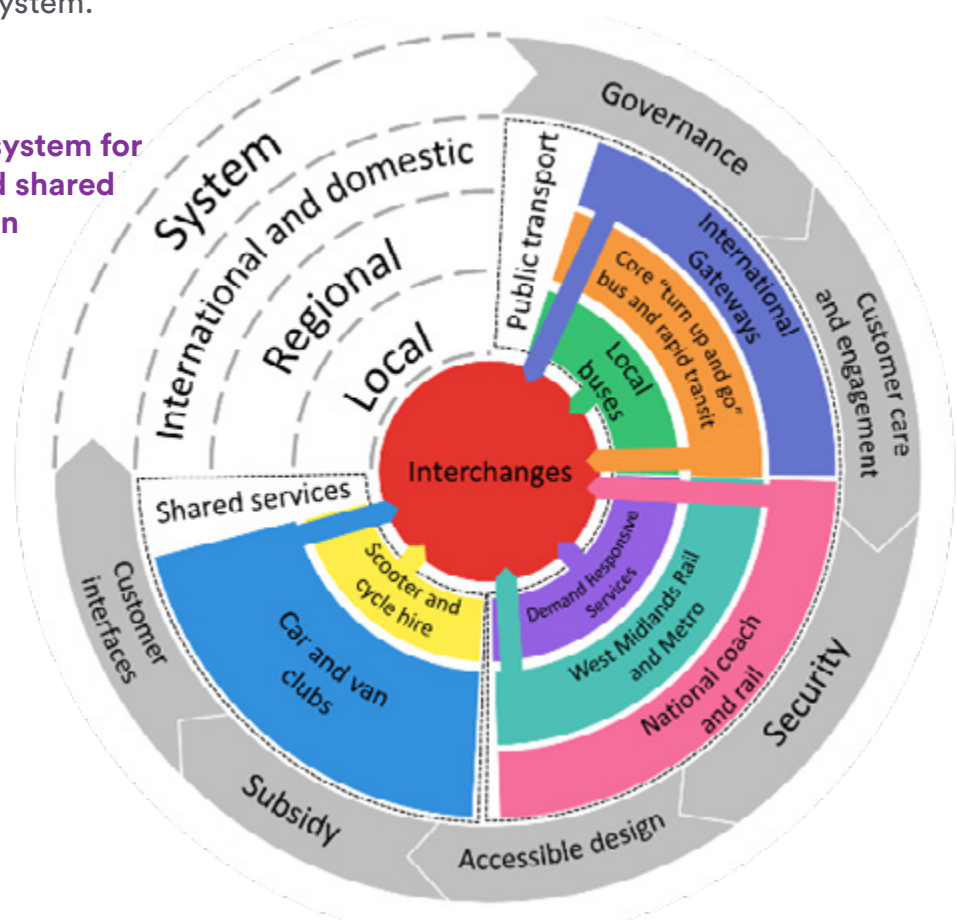 ystem.
system for
d shared
n
System
International and domestic
Regional
Local
Public transport
Governance
International
Gateways
Core "turn up and go"
bus and rapid transit
Local
buses
Customer care
and engagement
Interchanges
Shared services
Scooter and
cycle hire
Demand Responsive
Services
West Midlands Rail
and Metro
National coach
and rail
Car and van
clubs
Customer
interfaces
Security
Subsidy
Accessible design